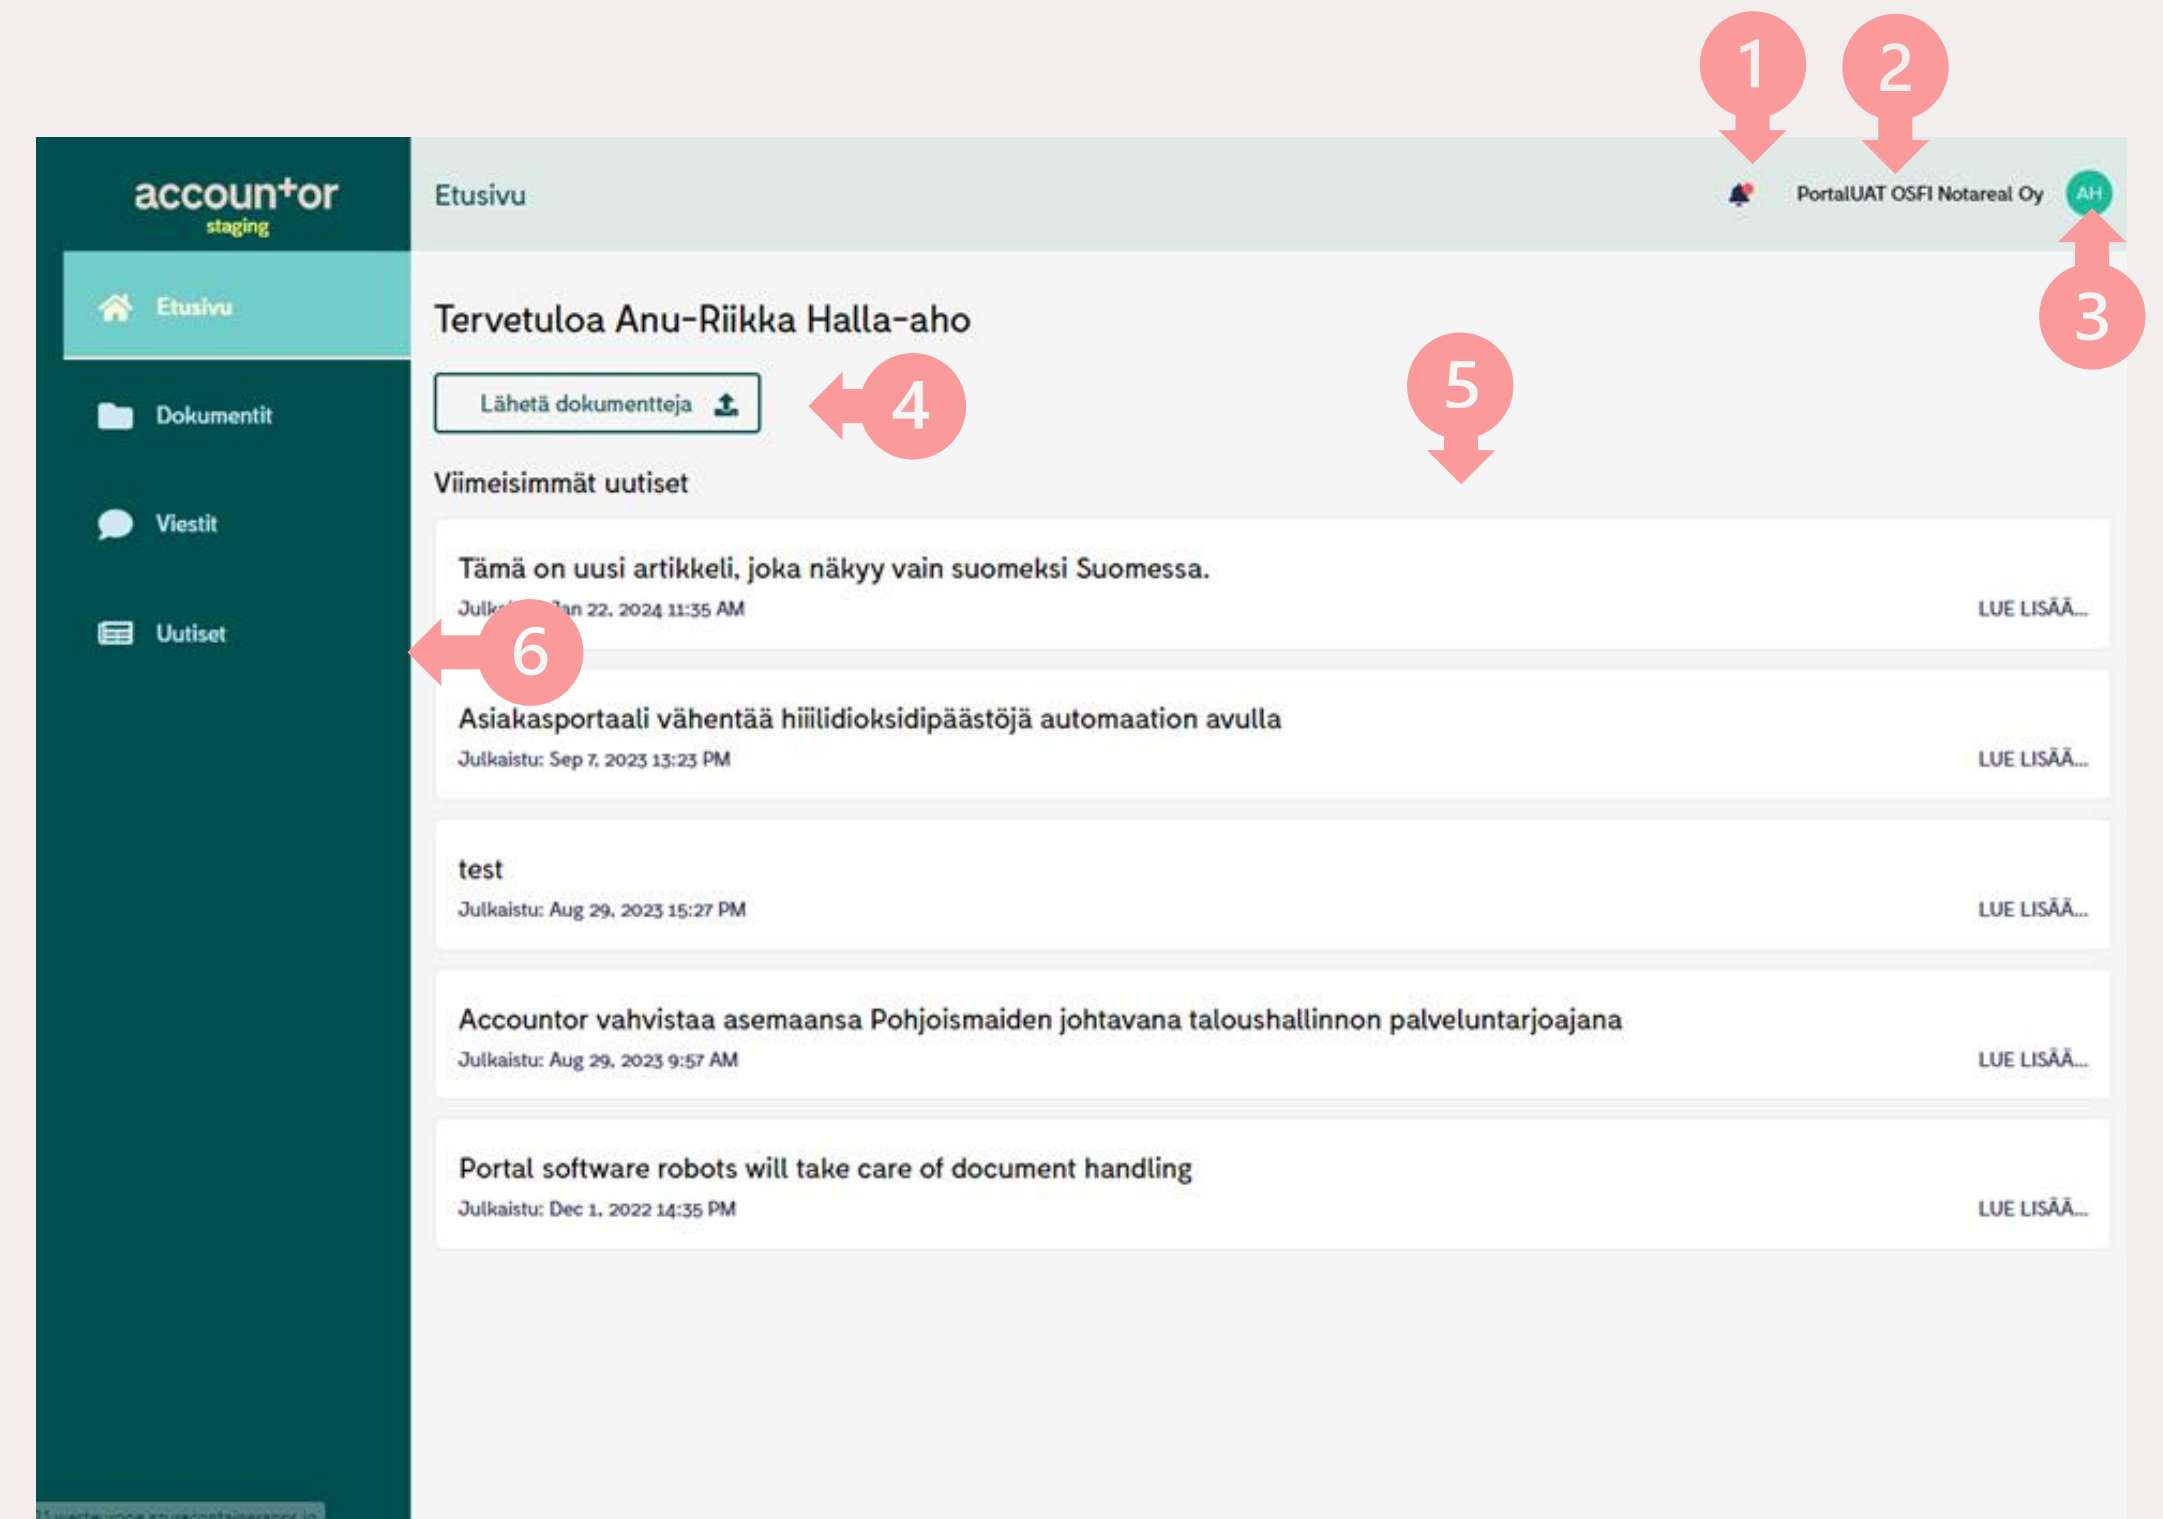 1
2
accountor
staging
Etusivu
PortalUAT OSFI Notareal Oy
AH
3
Etusivu
Dokumentit
Viestit
Uutiset
Tervetuloa Anu-Riikka Halla-aho
Lähetä dokumentteja
4
5
Viimeisimmät uutiset
Tämä on uusi artikkeli, joka näkyy vain suomeksi Suomessa.
Jan 22, 2024 11:35 AM
LUE LISÄÄ...
6
Asiakasportaali vähentää hiilidioksidipäästöjä automaation avulla
Julkaistu: Sep 7, 2023 13:23 PM
LUE LISÄÄ...
test
Julkaistu: Aug 29, 2023 15:27 PM
LUE LISÄÄ...
Accountor vahvistaa asemaansa Pohjoismaiden johtavana taloushallinnon palveluntarjoajana
Julkaistu: Aug 29, 2023 9:57 AM
LUE LISÄÄ...
Portal software robots will take care of document handling
Julkaistu: Dec 1, 2022 14:35 PM
LUE LISÄÄ...